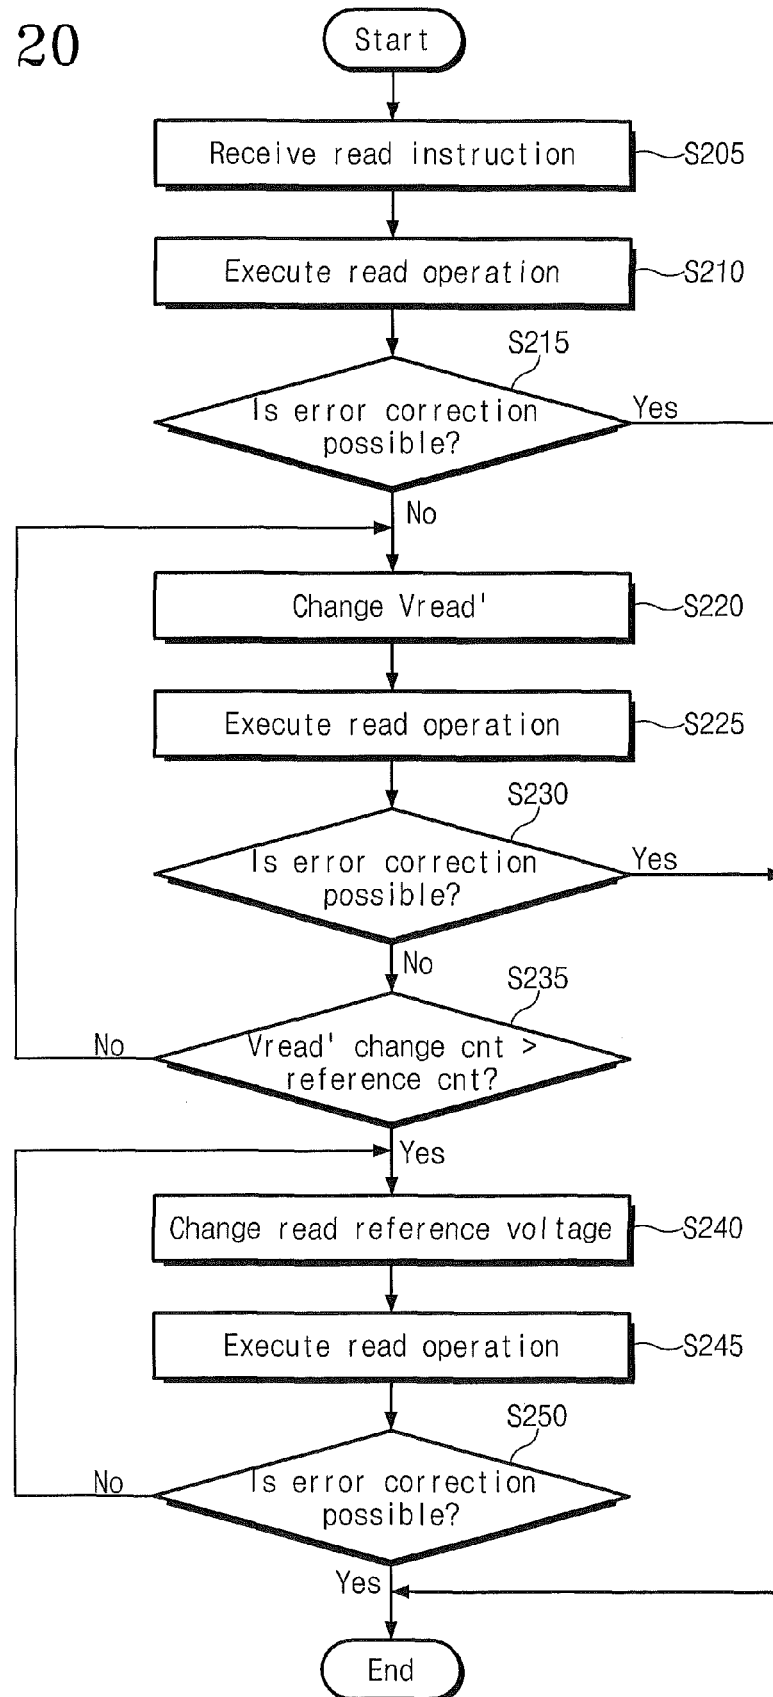 20
Start
Receive read instruction
S205
Execute read operation
S210
S215
Is error correction
possible?
Yes
No
Change Vread'
S220
Execute read operation
S225
S230
Is error correction
possible?
Yes
No
S235
Vread' change cnt >
reference cnt?
No
Yes
Change read reference voltage
S240
Execute read operation
S245
S250
Is error correction
possible?
No
Yes
End